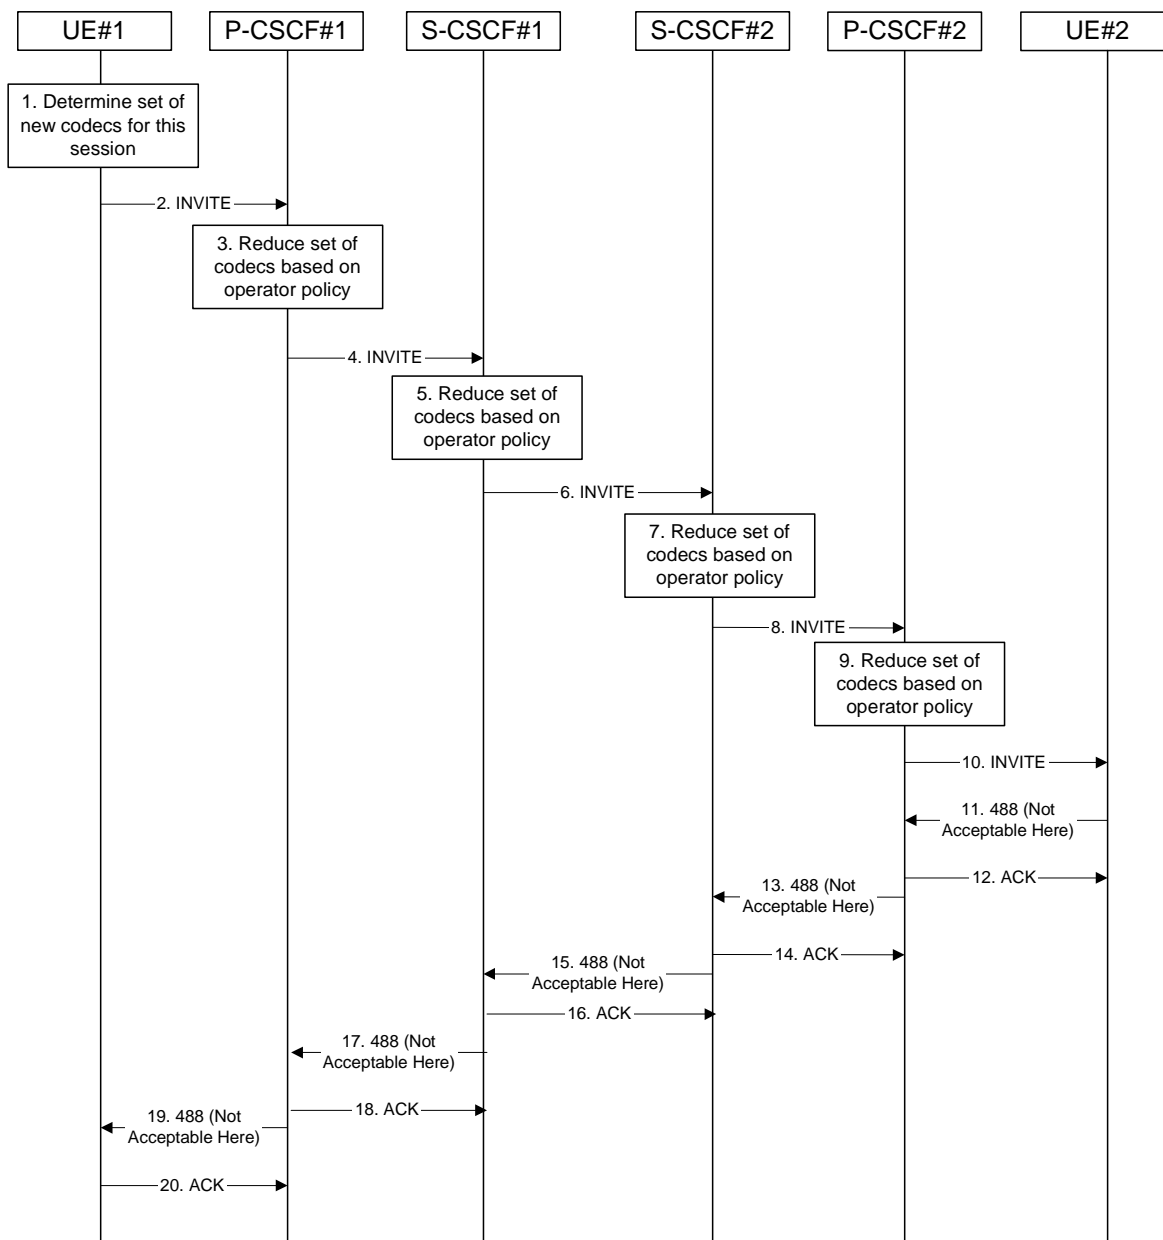 UE#1
P-CSCF#1
S-CSCF#1
S-CSCF#2
P-CSCF#2
UE#2
1. Determine set of
new codecs for this
session
2. INVITE
3. Reduce set of
codecs based on
operator policy
4. INVITE
5. Reduce set of
codecs based on
operator policy
6. INVITE
7. Reduce set of
codecs based on
operator policy
8. INVITE
9. Reduce set of
codecs based on
operator policy
10. INVITE
11. 488 (Not
Acceptable Here)
12. ACK
13. 488 (Not
Acceptable Here)
14. ACK
15. 488 (Not
Acceptable Here)
16. ACK
17. 488 (Not
Acceptable Here)
18. ACK
19. 488 (Not
Acceptable Here)
20. ACK